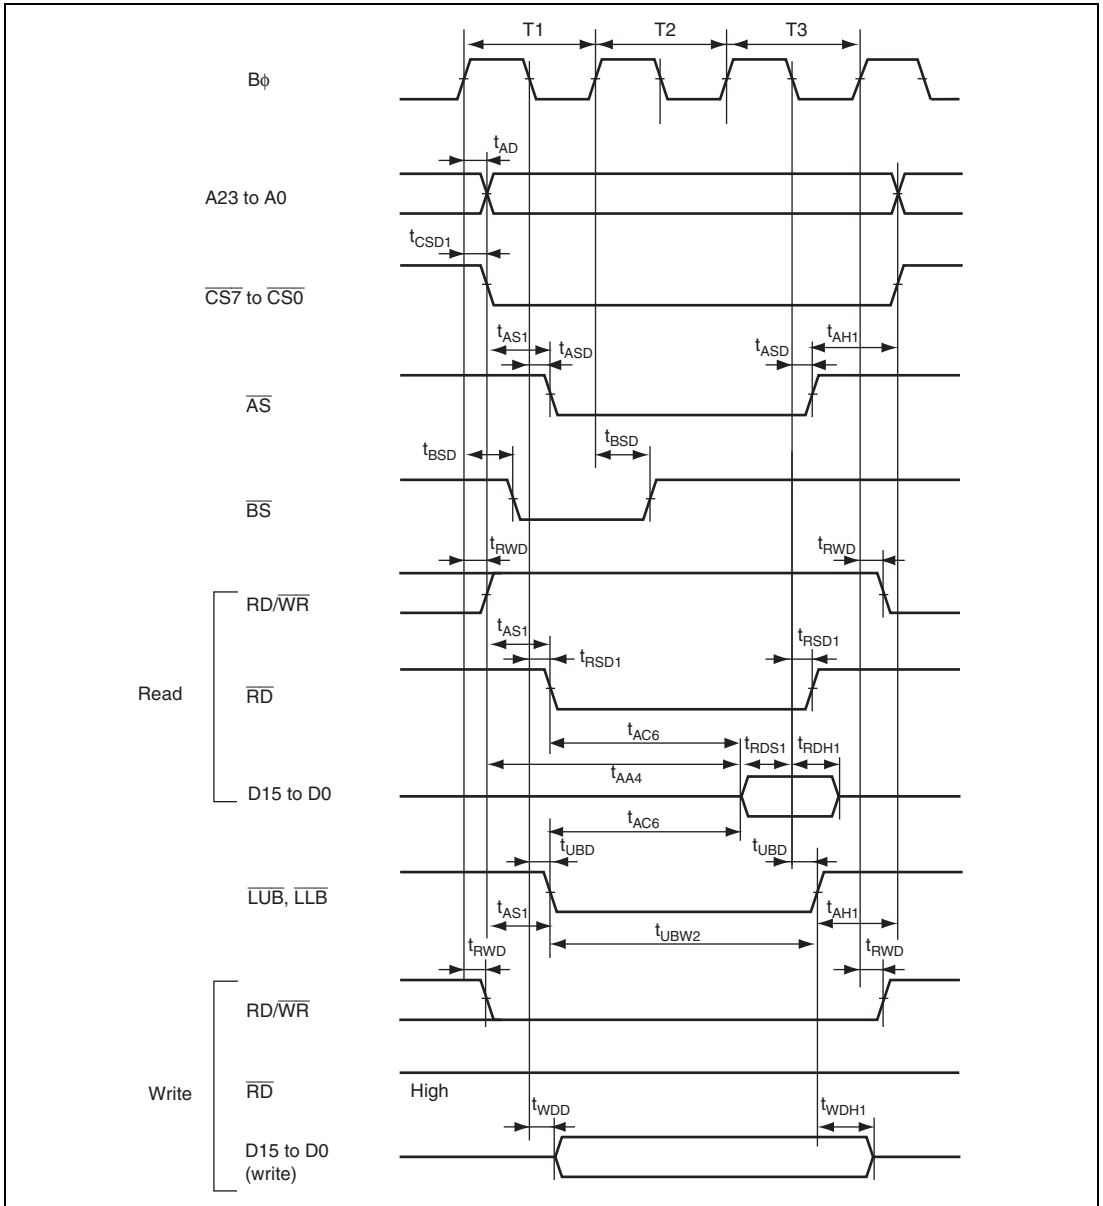 T1 T2 T3
Bϕ
tAD
A23 to A0
tCSD1
CS7 to CS0
tAS1 tASD tASD tAH1
AS
tBSD tBSD
BS
tRWD tRWD
RD/WR
tAS1 tRSD1 tRSD1
Read
RD
tAC6 tRDS1 tRDH1
tAA4
D15 to D0
tAC6
tUBD tUBD
LUB, LLB
tAS1 tUBW2 tAH1
tRWD tRWD
RD/WR
Write
RD
High
tWDD tWDH1
D15 to D0
(write)